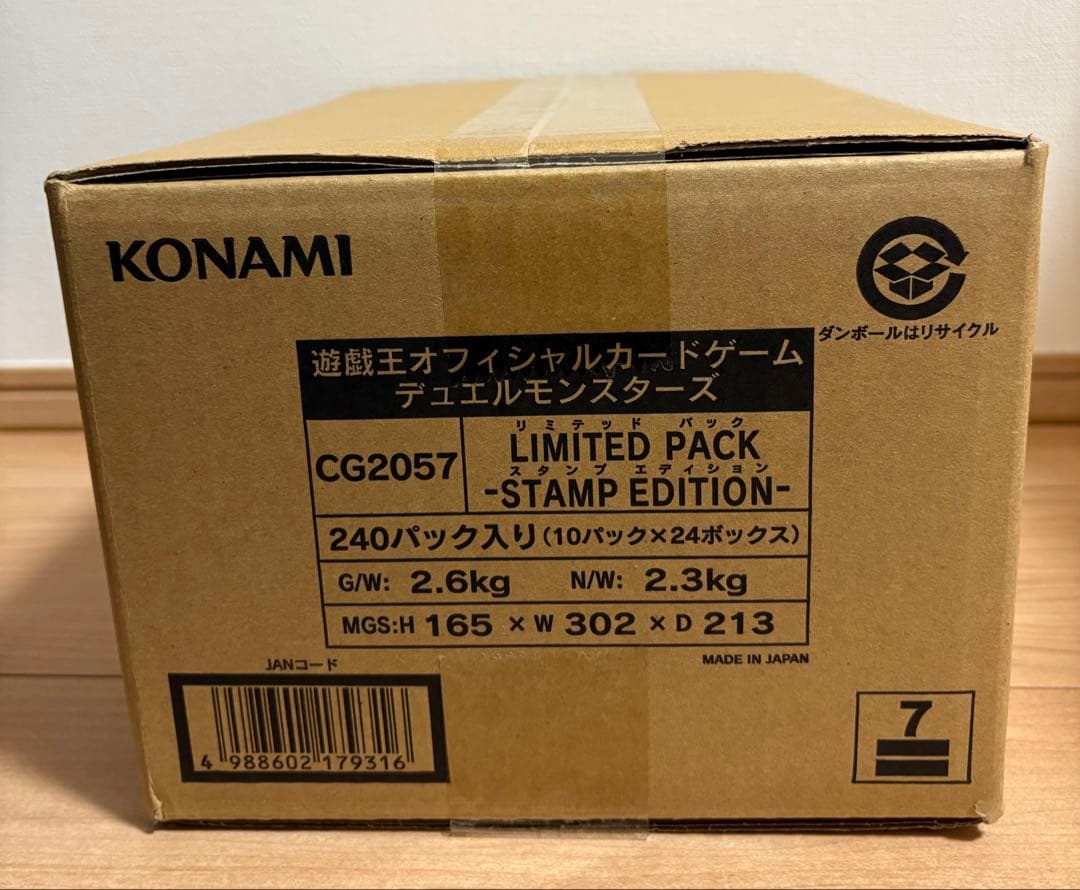 KONAMI
ダンボールはリサイクル
遊戯王オフィシャルカードゲーム
デュエルモンスターズ
CG2057
リミテッド パック
LIMITED PACK
スタンプ エディション
-STAMP EDITION-
240パック入り(10パック×24ボックス)
G/W: 2.6kg N/W: 2.3kg
MGS:H 165 × W 302 × D 213
MADE IN JAPAN
JANコード
4 988602 179316
7